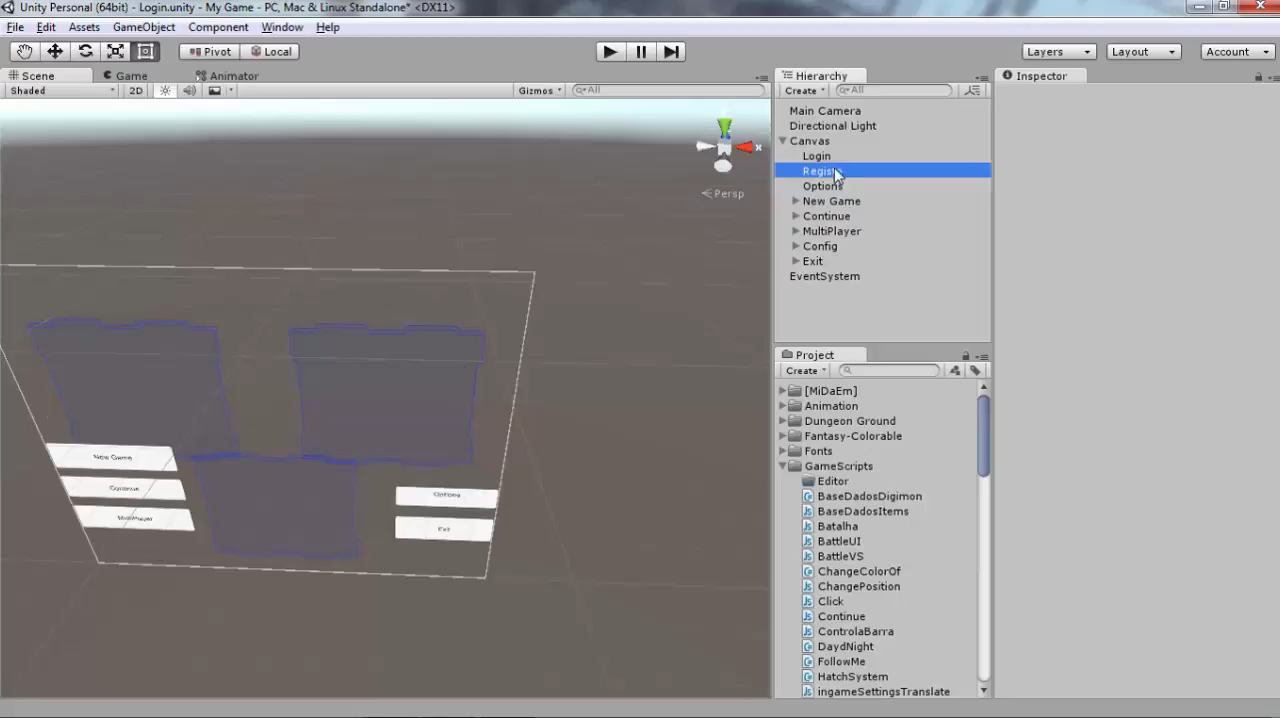 Unity Personal (64bit) - Login.unity - My Game - PC, Mac & Linux Standalone* <DX11>
File Edit Assets GameObject Component Window Help
Pivot Local Layers Layout Account
Scene Game Animator Hierarchy Inspector
Shaded 2D Gizmos All Create All
Main Camera
Directional Light
Canvas
Login
Options
New Game
Continue
MultiPlayer
Config
Exit
EventSystem
x
Persp
New Game
Continue
MultiPlayer
Options
Exit
Project
Create
[MiDaEm]
Animation
Dungeon Ground
Fantasy-Colorable
Fonts
GameScripts
Editor
BaseDadosDigimon
BaseDadosItems
Batalha
BattleUI
BattleVS
ChangeColorOf
ChangePosition
Click
Continue
ControlaBarra
DaydNight
FollowMe
HatchSystem
ingameSettingsTranslate